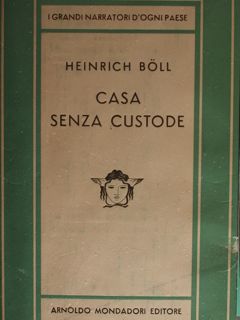 I GRANDI NARRATORI D'OGNI PAESE
HEINRICH BÖLL
CASA
SENZA CUSTODE
ARNOLDO MONDADORI EDITORE